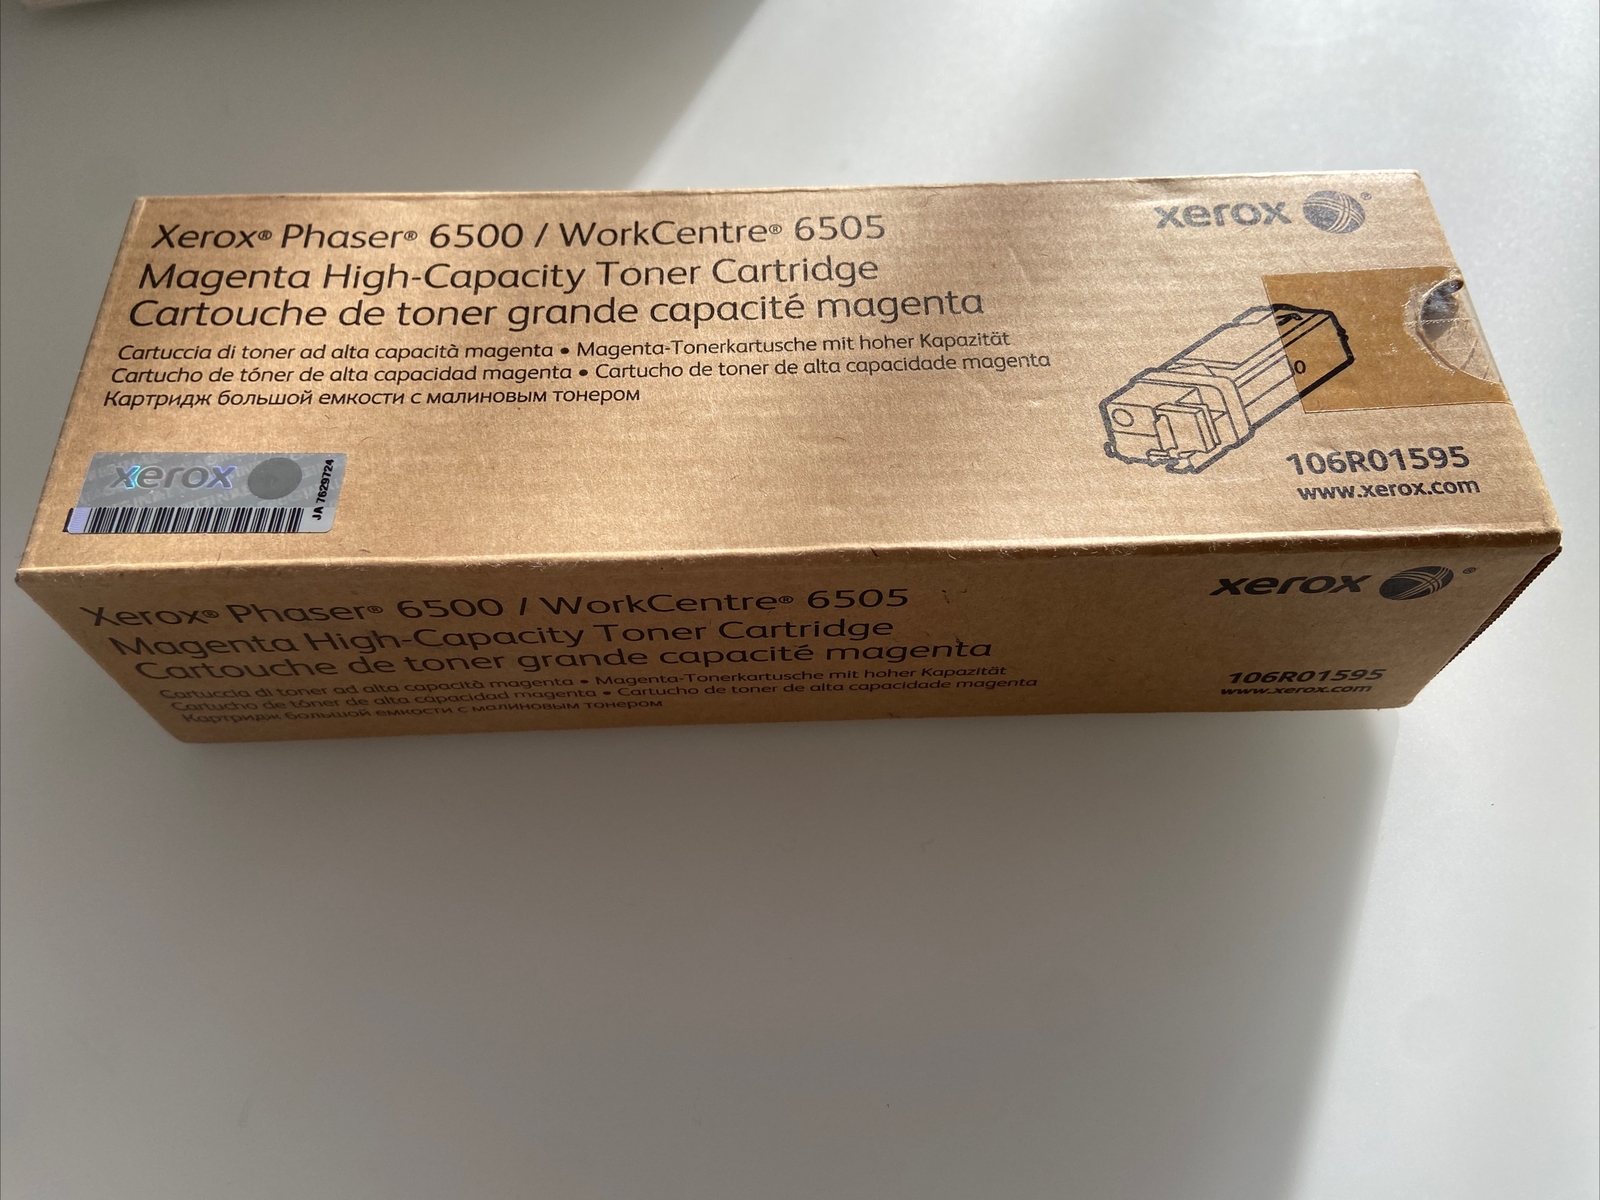 Xerox® Phaser® 6500 / WorkCentre® 6505
Magenta High-Capacity Toner Cartridge
Cartouche de toner grande capacité magenta
Cartuccia di toner ad alta capacità magenta • Magenta-Tonerkartusche mit hoher Kapazität
Cartucho de tóner de alta capacidad magenta • Cartucho de toner de alta capacidade magenta
Картридж большой емкости с малиновым тонером
xerox ®
106R01595
www.xerox.com
xerox
JA 7629724
Xerox® Phaser® 6500 / WorkCentre® 6505
Magenta High-Capacity Toner Cartridge
Cartouche de toner grande capacité magenta
Cartuccia di toner ad alta capacità magenta • Magenta-Tonerkartusche mit hoher Kapazität
Cartucho de tóner de alta capacidad magenta • Cartucho de toner de alta capacidade magenta
Картридж большой емкости с малиновым тонером
xerox ®
106R01595
www.xerox.com